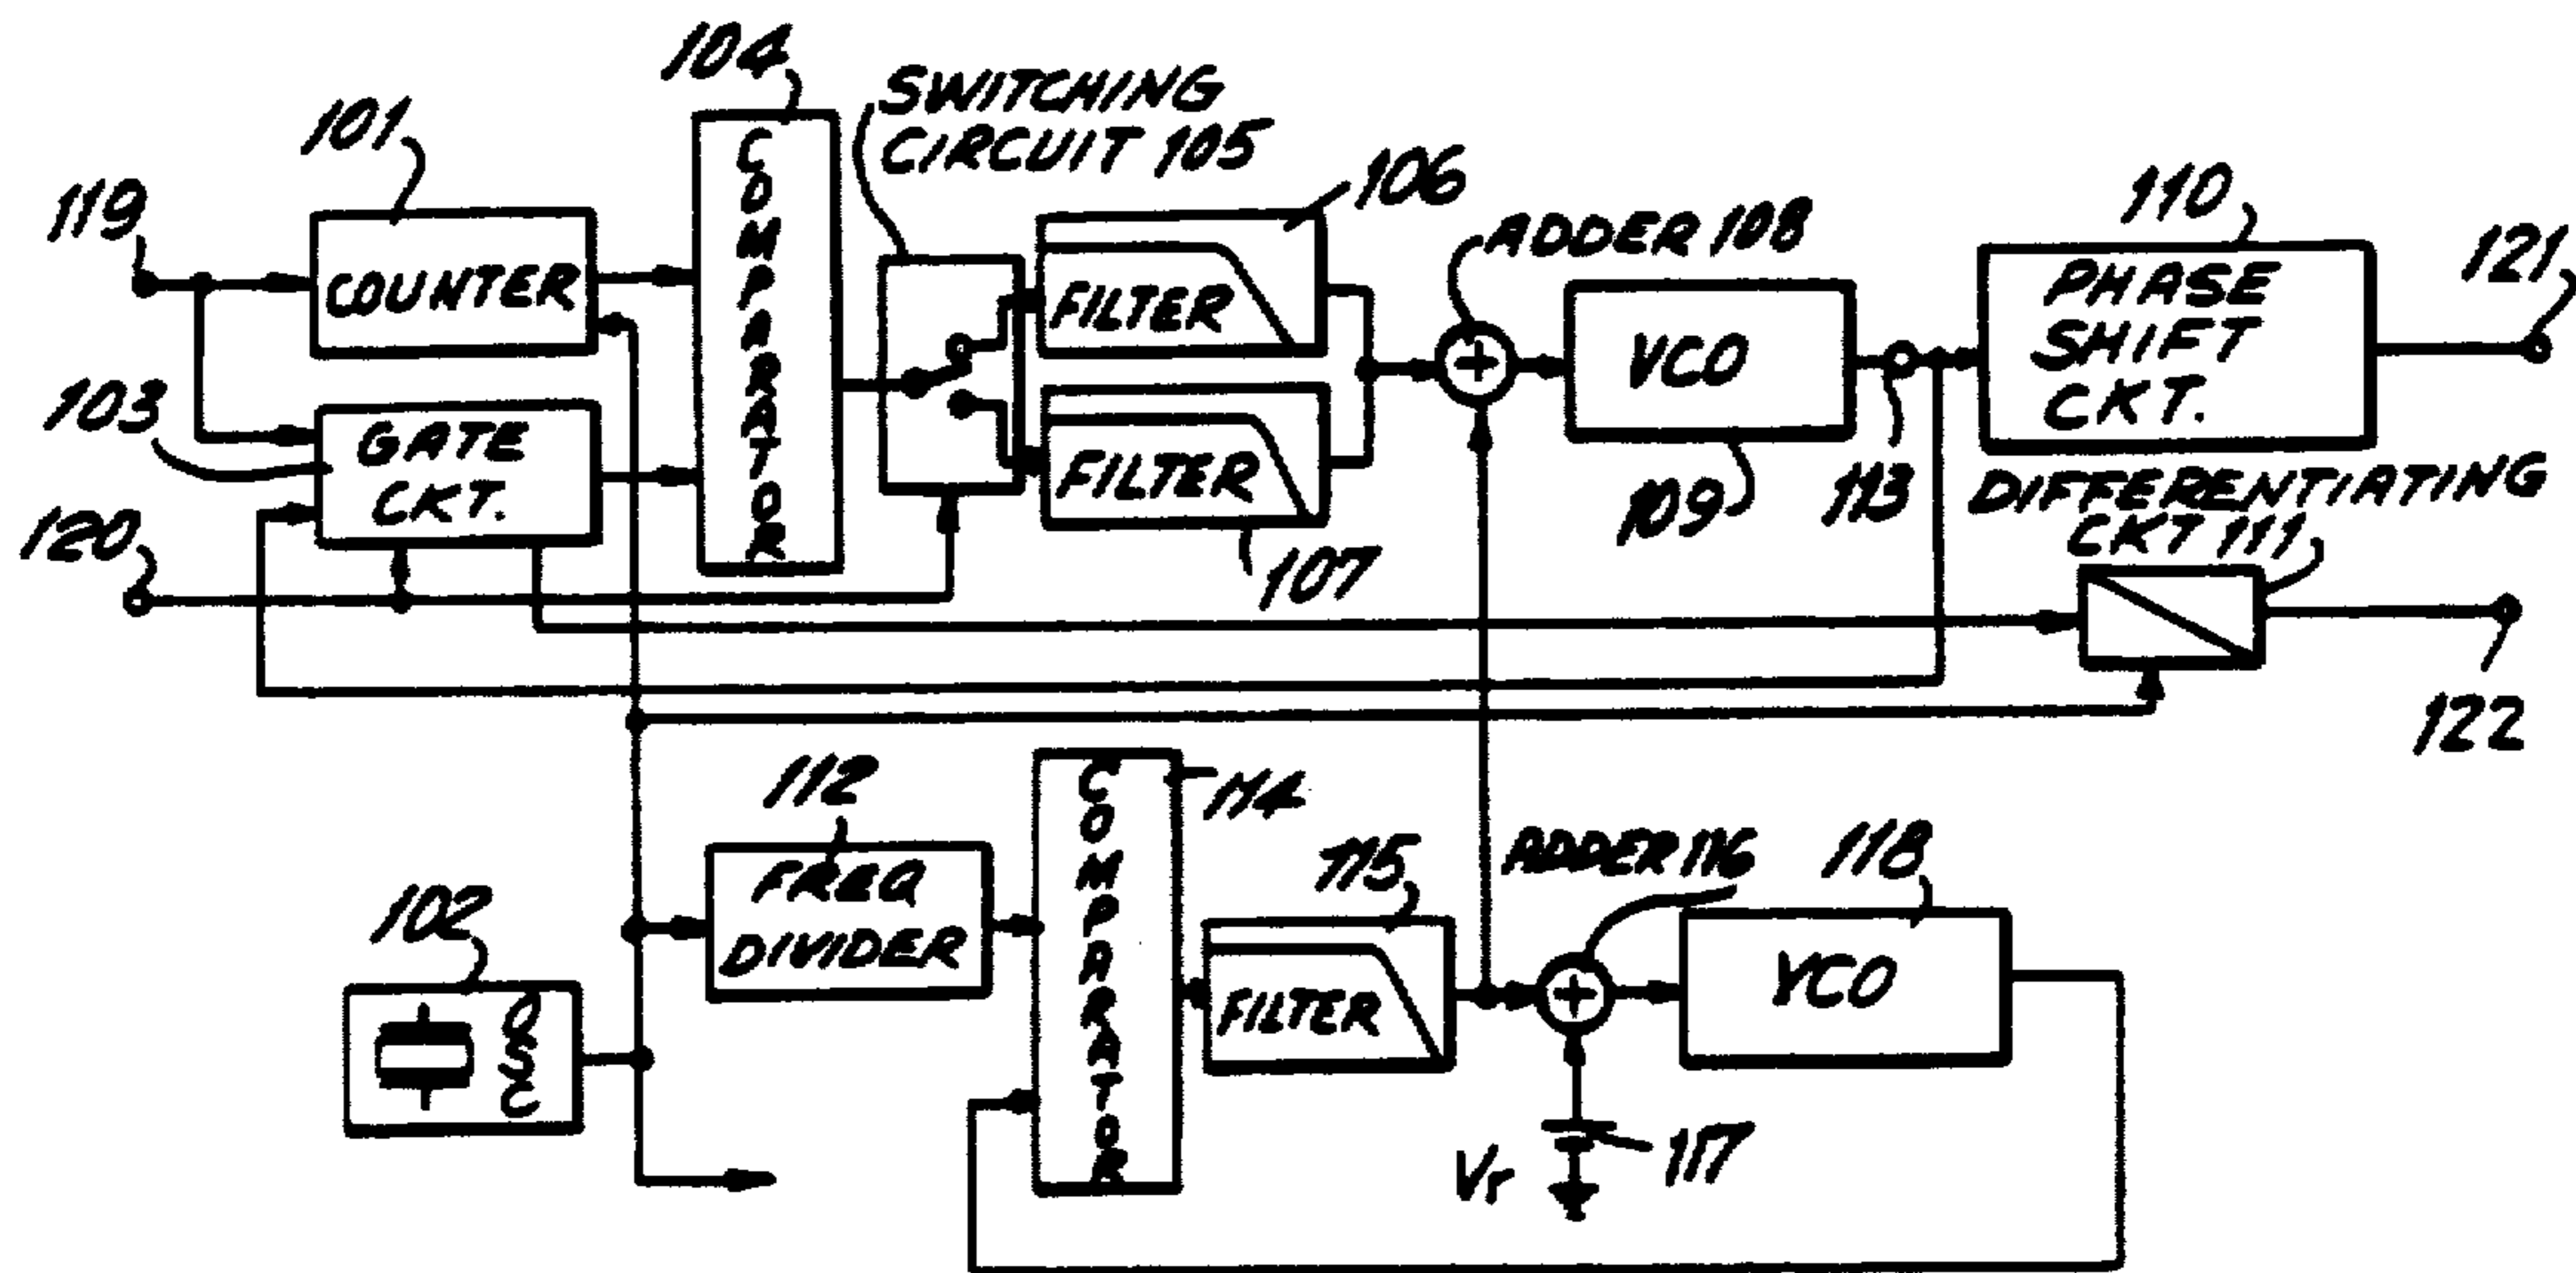 104
SWITCHING
CIRCUIT 105
101
106
119
COUNTER
COMPARATOR
FILTER
ADDER 108
110
121
VCO
PHASE
SHIFT
CKT.
103
GATE
CKT.
FILTER
109
113
DIFFERENTIATING
CKT 111
120
107
122
112
114
FREQ
DIVIDER
COMPARATOR
115
ADDER 116
118
102
OSC
FILTER
VCO
Vr
117